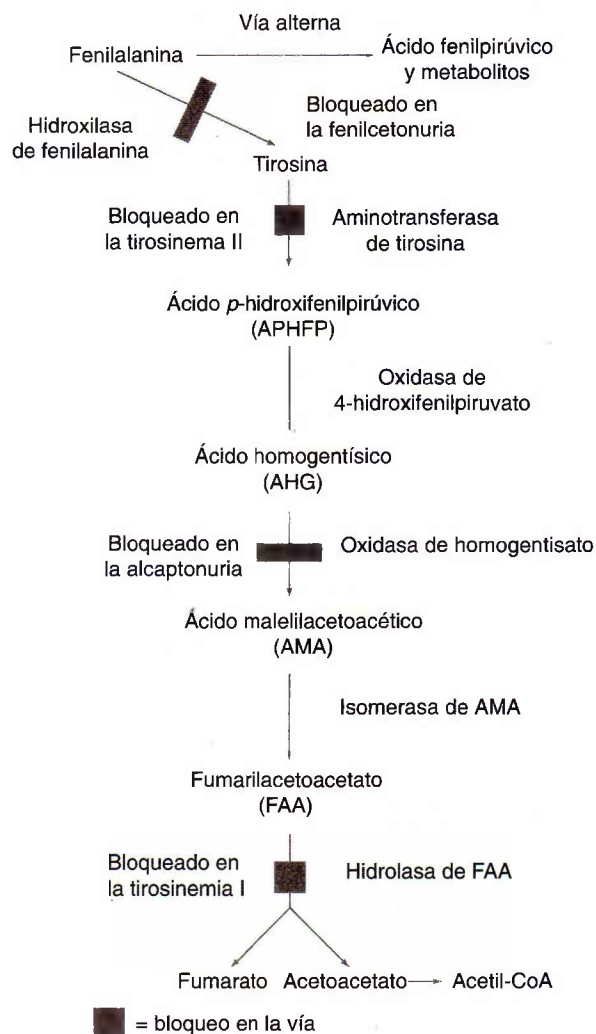 Vía alterna
Fenilalanina
Ácido fenilpirúvico
y metabolitos
Hidroxilasa
de fenilalanina
Bloqueado en
la fenilcetonuria
Tirosina
Bloqueado en
la tirosinema II
Aminotransferasa
de tirosina
Ácido p-hidroxifenilpirúvico
(APHFP)
Oxidasa de
4-hidroxifenilpiruvato
Ácido homogentísico
(AHG)
Bloqueado en
la alcaptonuria
Oxidasa de homogentisato
Ácido malelilacetoacético
(AMA)
Isomerasa de AMA
Fumarilacetoacetato
(FAA)
Bloqueado en
la tirosinemia I
Hidrolasa de FAA
Fumarato Acetoacetato Acetil-CoA
= bloqueo en la vía